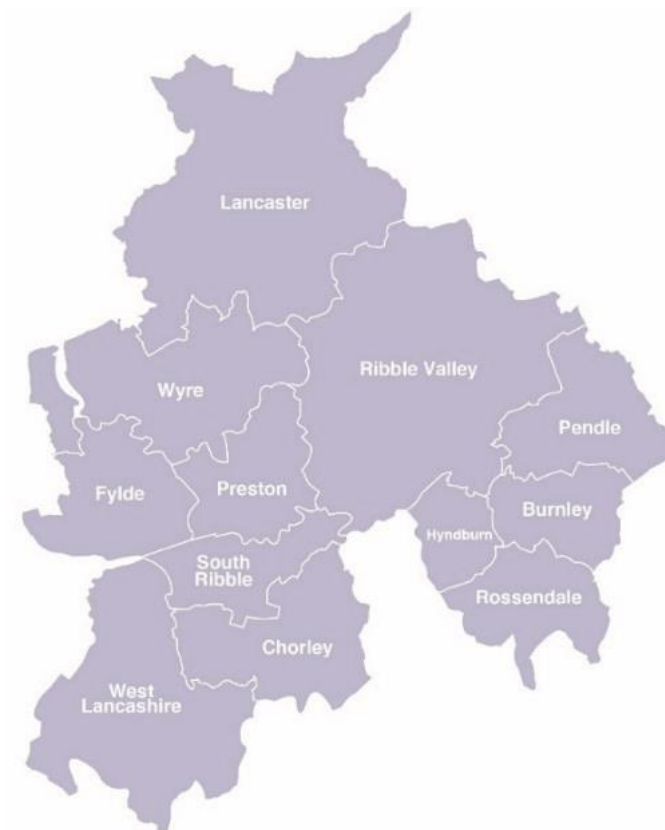 Lancaster
Ribble Valley
Wyre
Pendle
Fylde
Preston
Burnley
Hyndburn
South
Ribble
Rossendale
Chorley
West
Lancashire